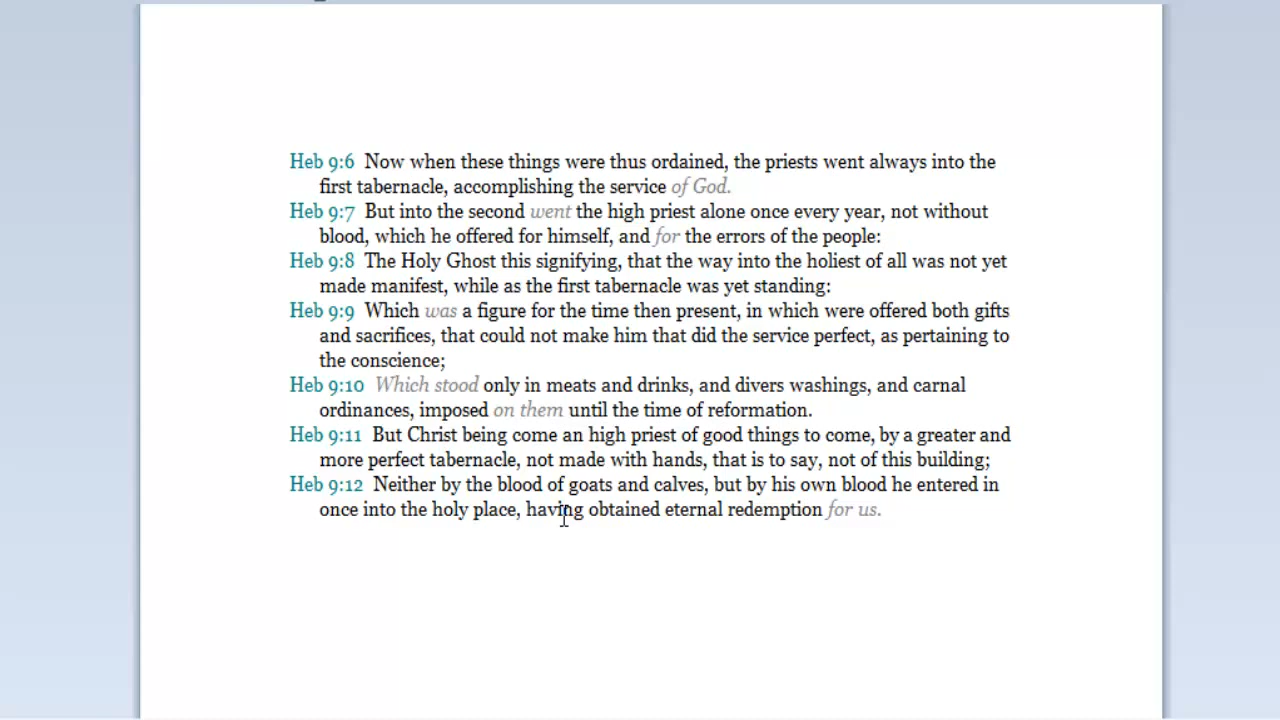 Heb 9:6 Now when these things were thus ordained, the priests went always into the
first tabernacle, accomplishing the service of God.
Heb 9:7 But into the second went the high priest alone once every year, not without
blood, which he offered for himself, and for the errors of the people:
Heb 9:8 The Holy Ghost this signifying, that the way into the holiest of all was not yet
made manifest, while as the first tabernacle was yet standing:
Heb 9:9 Which was a figure for the time then present, in which were offered both gifts
and sacrifices, that could not make him that did the service perfect, as pertaining to
the conscience;
Heb 9:10 Which stood only in meats and drinks, and divers washings, and carnal
ordinances, imposed on them until the time of reformation.
Heb 9:11 But Christ being come an high priest of good things to come, by a greater and
more perfect tabernacle, not made with hands, that is to say, not of this building;
Heb 9:12 Neither by the blood of goats and calves, but by his own blood he entered in
once into the holy place, having obtained eternal redemption for us.